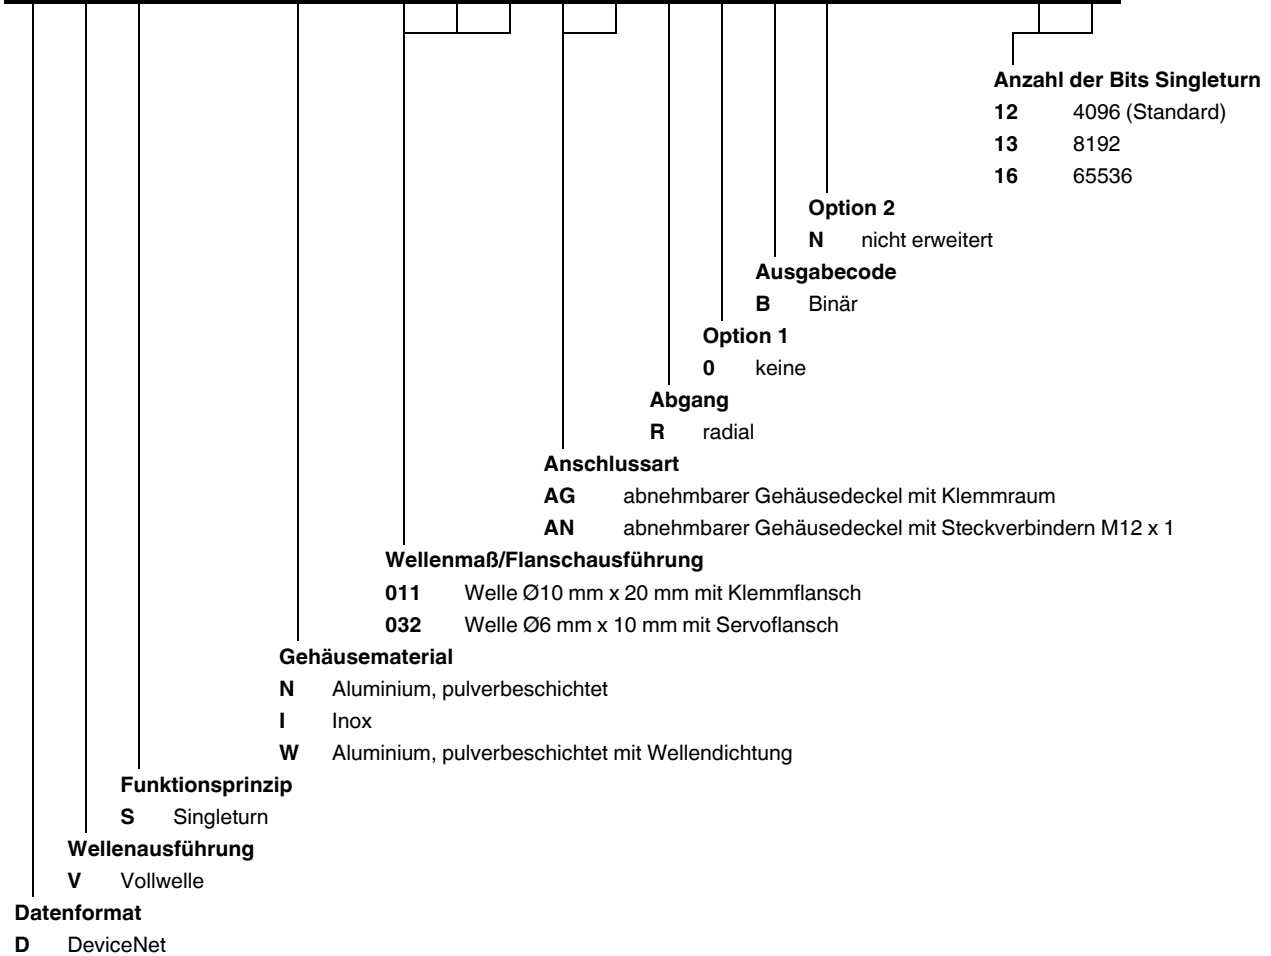 Anzahl der Bits Singleturn
12 4096 (Standard)
13 8192
16 65536
Option 2
N nicht erweitert
Ausgabecode
B Binär
Option 1
0 keine
Abgang
R radial
Anschlussart
AG abnehmbarer Gehäusedeckel mit Klemmraum
AN abnehmbarer Gehäusedeckel mit Steckverbindern M12 x 1
Wellenmaß/Flanschausführung
011 Welle Ø10 mm x 20 mm mit Klemmflansch
032 Welle Ø6 mm x 10 mm mit Servoflansch
Gehäusematerial
N Aluminium, pulverbeschichtet
I Inox
W Aluminium, pulverbeschichtet mit Wellendichtung
Funktionsprinzip
S Singleturn
Wellenausführung
V Vollwelle
Datenformat
D DeviceNet